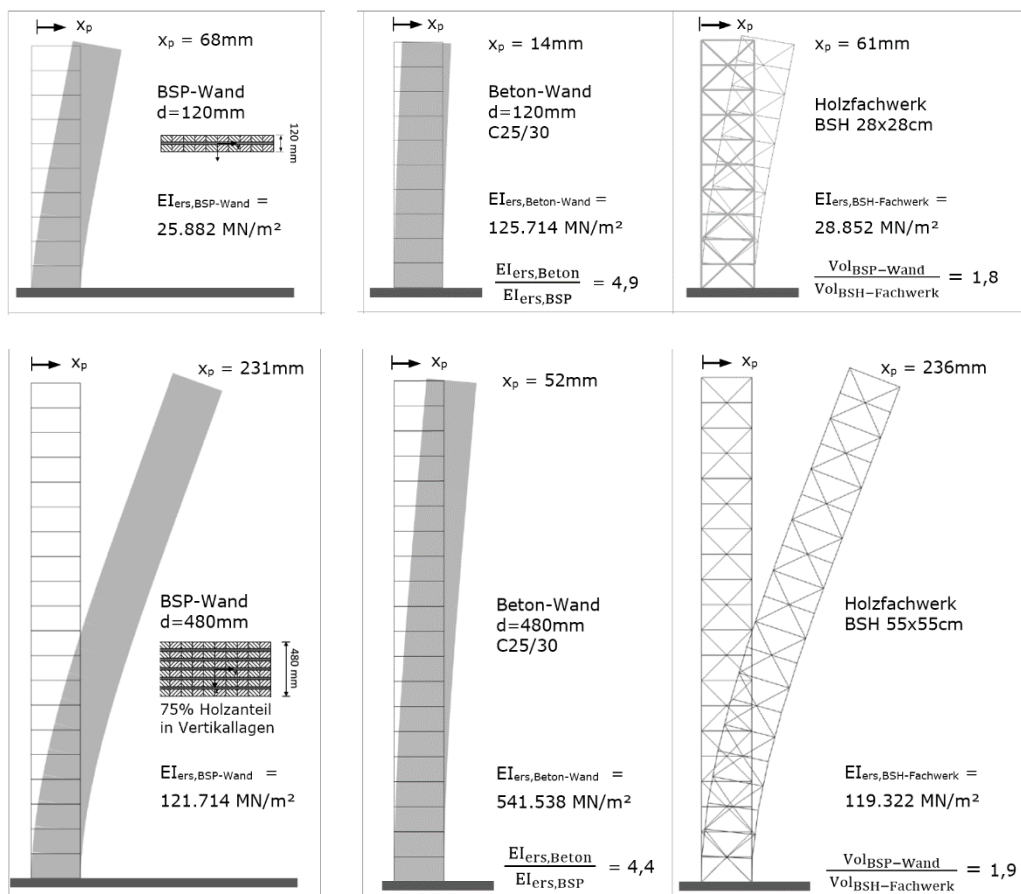 xₚ
xₚ = 68mm
BSP-Wand
d=120mm
120 mm
EIers,BSP-Wand =
25.882 MN/m²
xₚ
xₚ = 14mm
Beton-Wand
d=120mm
C25/30
EIers,Beton-Wand =
125.714 MN/m²
EIers,Beton
EIers,BSP
= 4,9
xₚ
xₚ = 61mm
Holzfachwerk
BSH 28x28cm
EIers,BSH-Fachwerk =
28.852 MN/m²
VolBSP−Wand
VolBSH−Fachwerk
= 1,8
xₚ
xₚ = 231mm
BSP-Wand
d=480mm
480 mm
75% Holzanteil
in Vertikallagen
EIers,BSP-Wand =
121.714 MN/m²
xₚ
xₚ = 52mm
Beton-Wand
d=480mm
C25/30
EIers,Beton-Wand =
541.538 MN/m²
EIers,Beton
EIers,BSP
= 4,4
xₚ
xₚ = 236mm
Holzfachwerk
BSH 55x55cm
EIers,BSH-Fachwerk =
119.322 MN/m²
VolBSP−Wand
VolBSH−Fachwerk
= 1,9